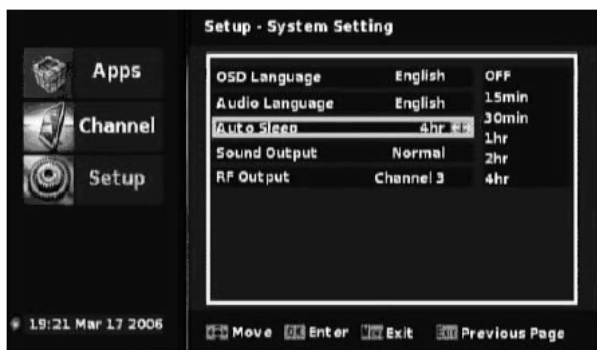 Setup - System Setting
Apps
Channel
Setup
OSD Language English
Audio Language English
Auto Sleep 4hr
Sound Output Normal
RF Output Channel 3
OFF
15min
30min
1hr
2hr
4hr
19:21 Mar 17 2006
Move OK Enter Exit EXIT Previous Page